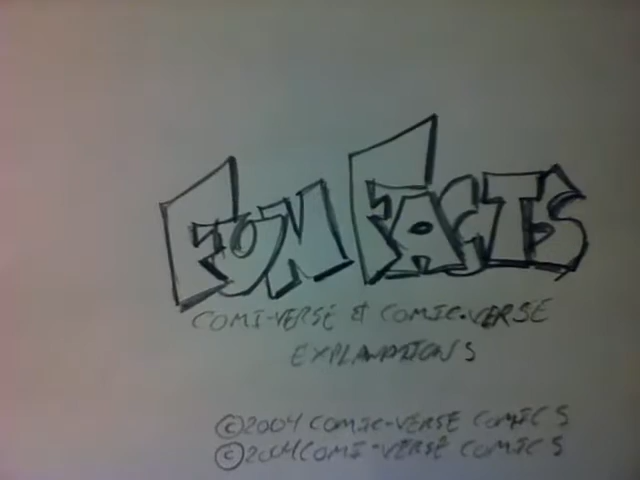 FUN FACTS
COMI-VERSE & COMIC-VERSE
EXPLANATIONS
©2004 COMIC-VERSE COMICS
©2004 COMI-VERSE COMICS